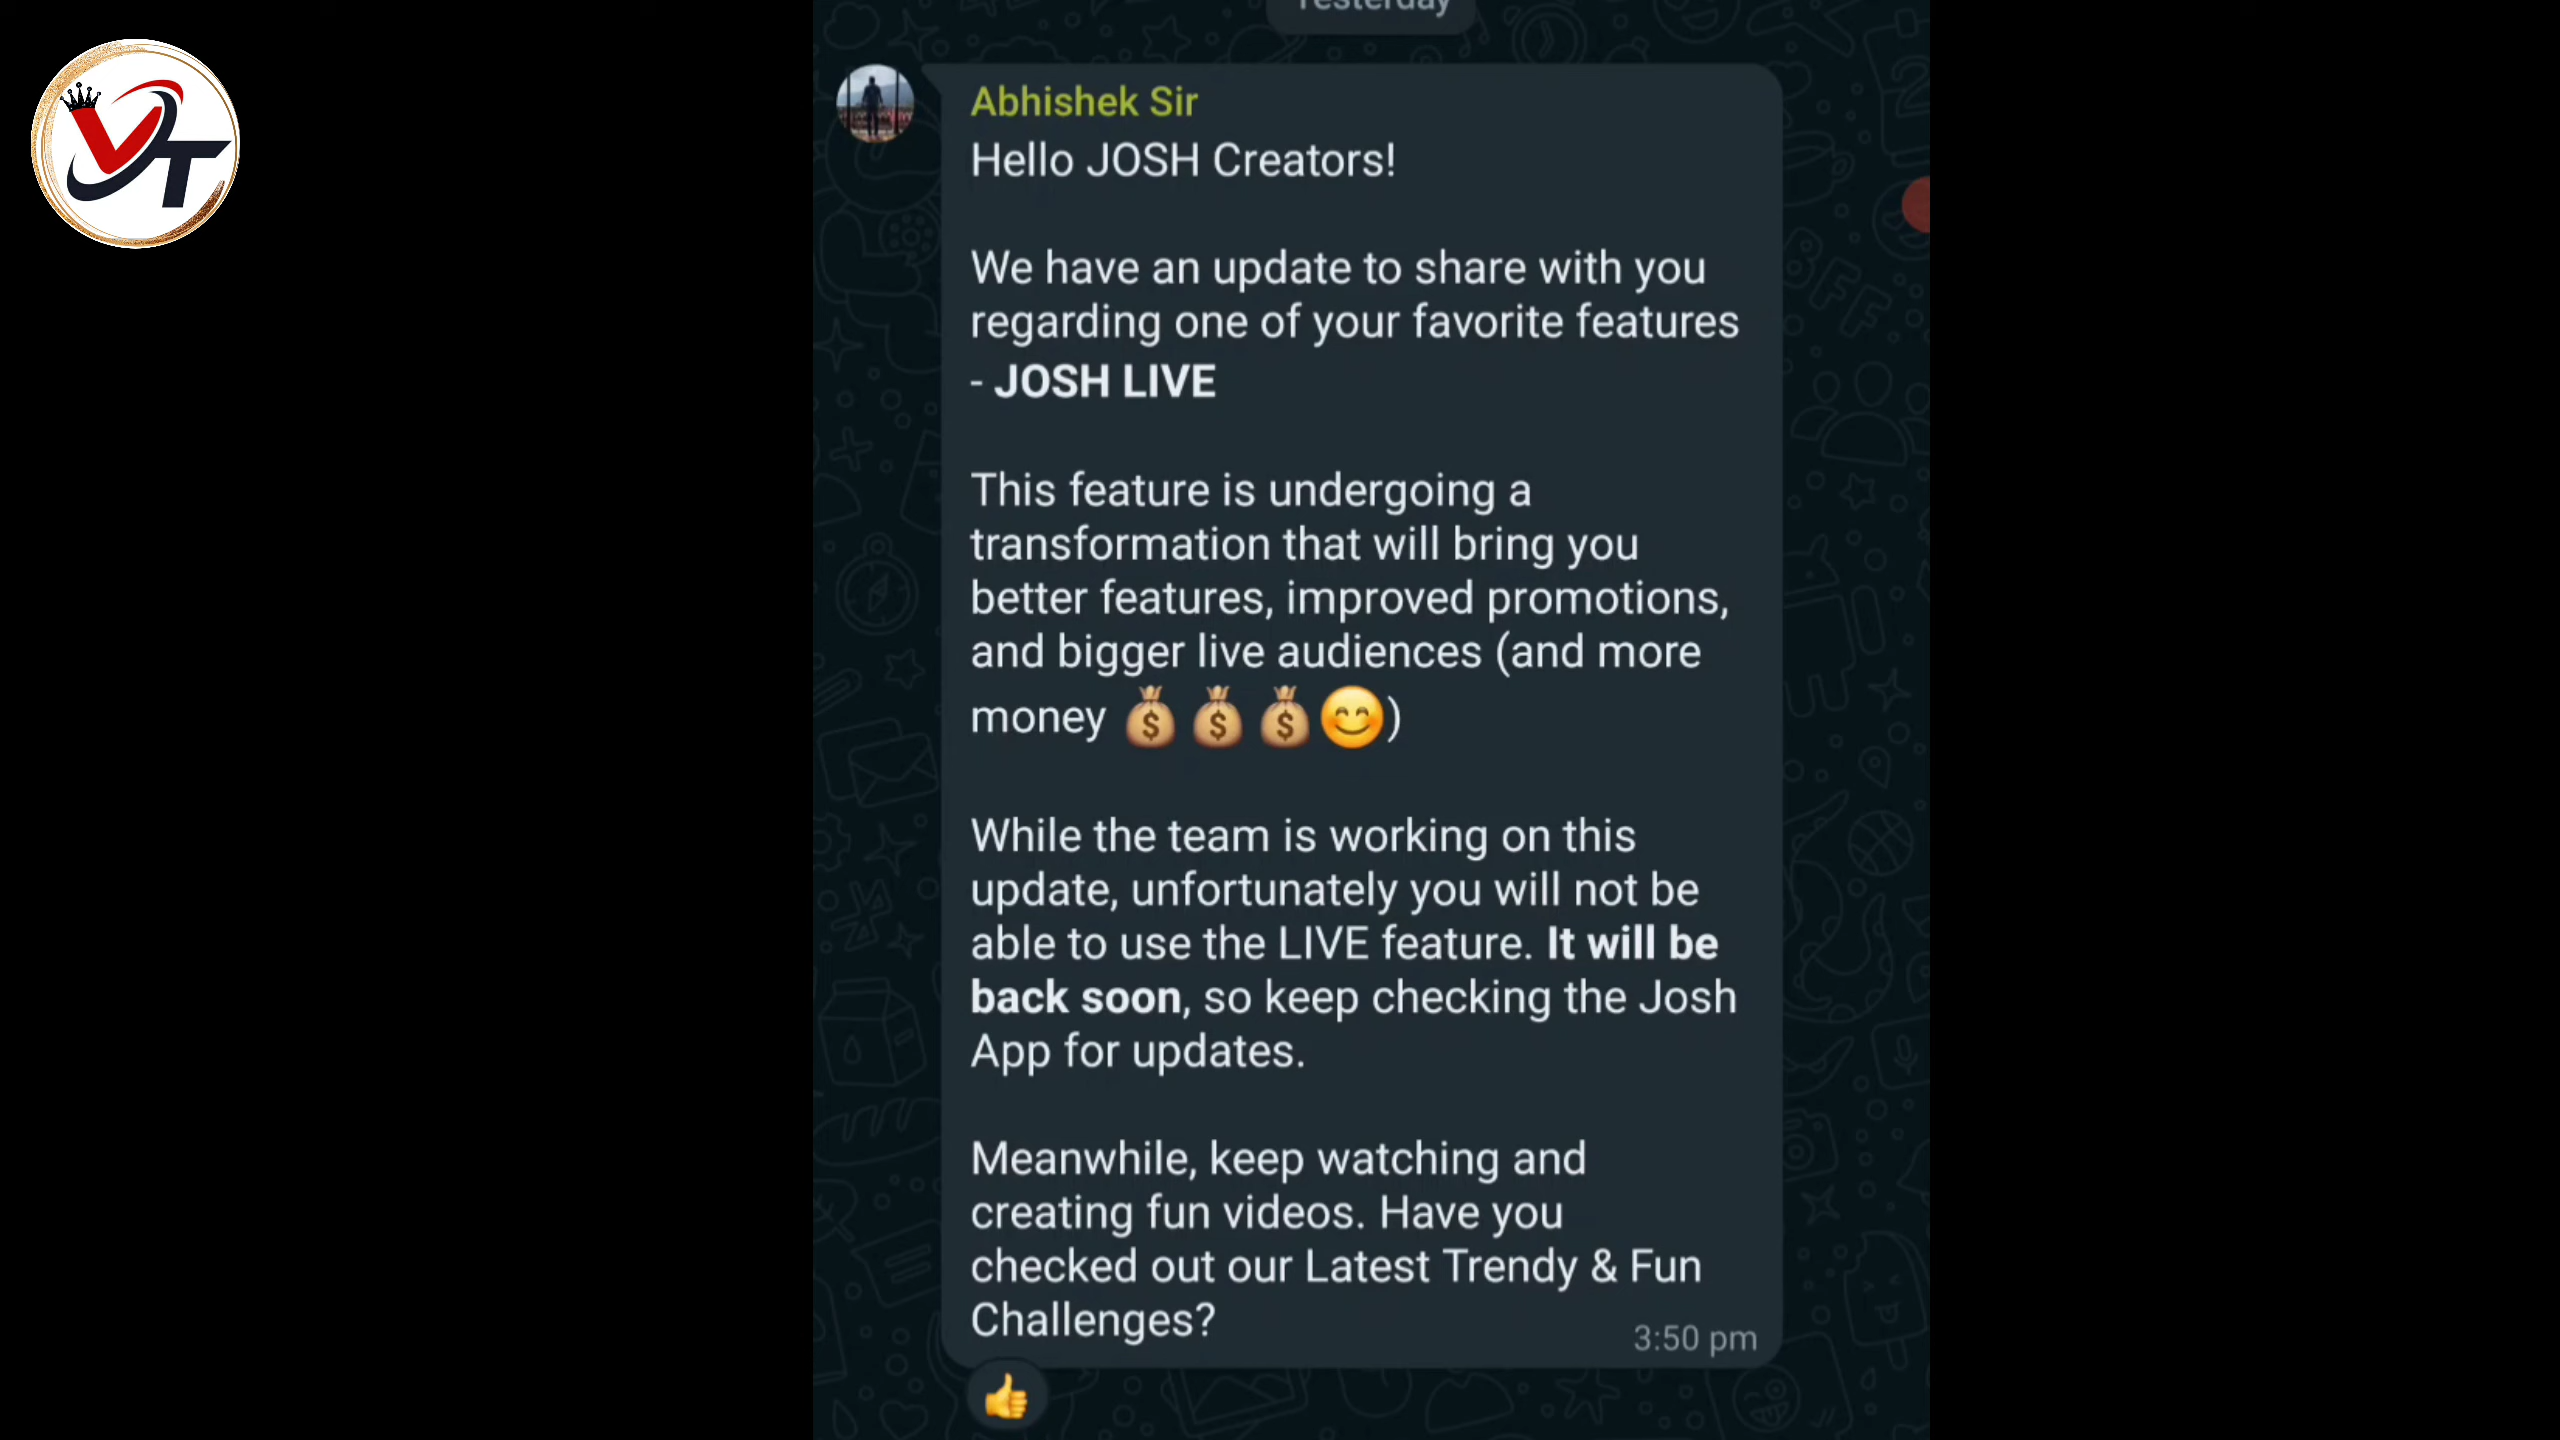 VT
Yesterday
Abhishek Sir
Hello JOSH Creators!
We have an update to share with you
regarding one of your favorite features
- JOSH LIVE
This feature is undergoing a
transformation that will bring you
better features, improved promotions,
and bigger live audiences (and more
money 💰💰💰😊)
While the team is working on this
update, unfortunately you will not be
able to use the LIVE feature. It will be
back soon, so keep checking the Josh
App for updates.
Meanwhile, keep watching and
creating fun videos. Have you
checked out our Latest Trendy & Fun
Challenges?
3:50 pm
👍